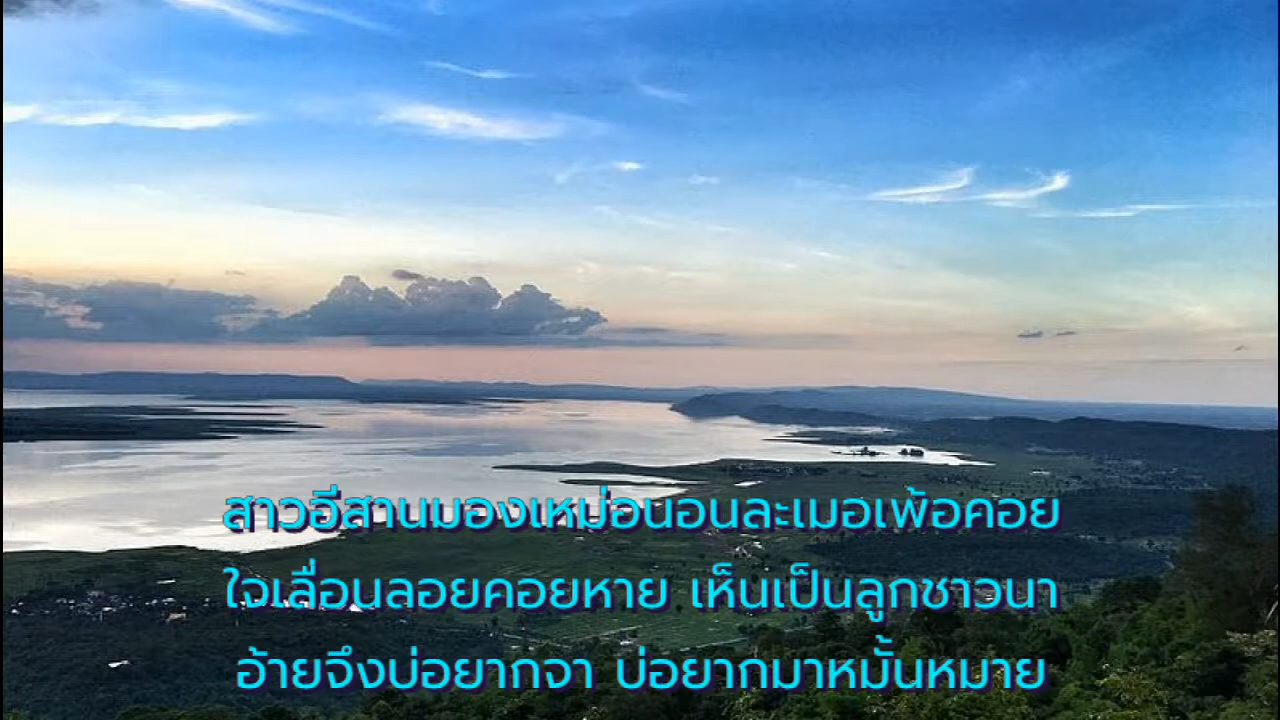 สาวอีสานมองเหม่อนอนละเมอเพ้อคอย
ใจเลื่อนลอยคอยหาย เห็นเป็นลูกชาวนา
อ้ายจึงบ่อยากจา บ่อยากมาหมั้นหมาย